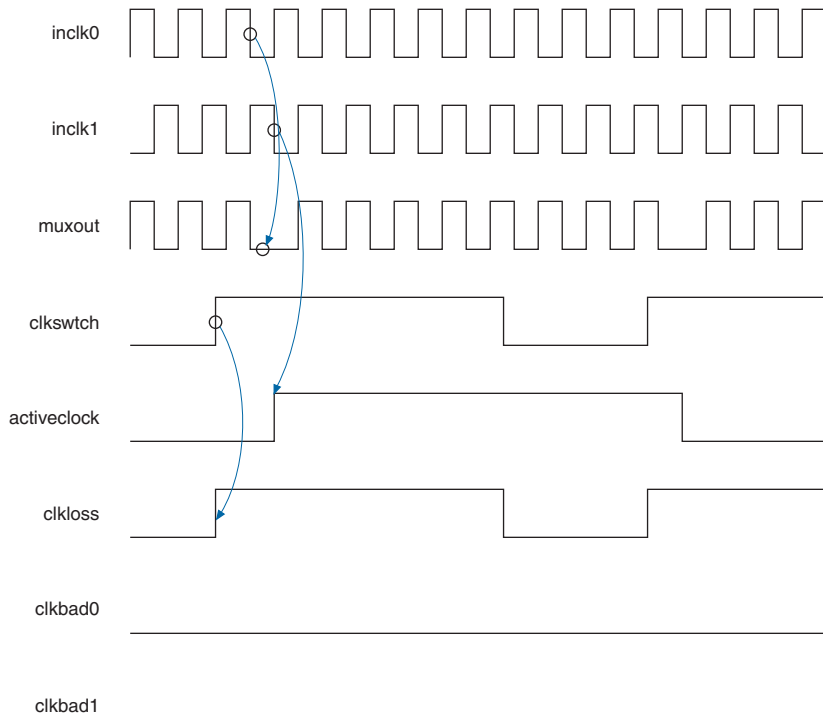 inclk0
inclk1
muxout
clkswtch
activeclock
clkloss
clkbad0
clkbad1